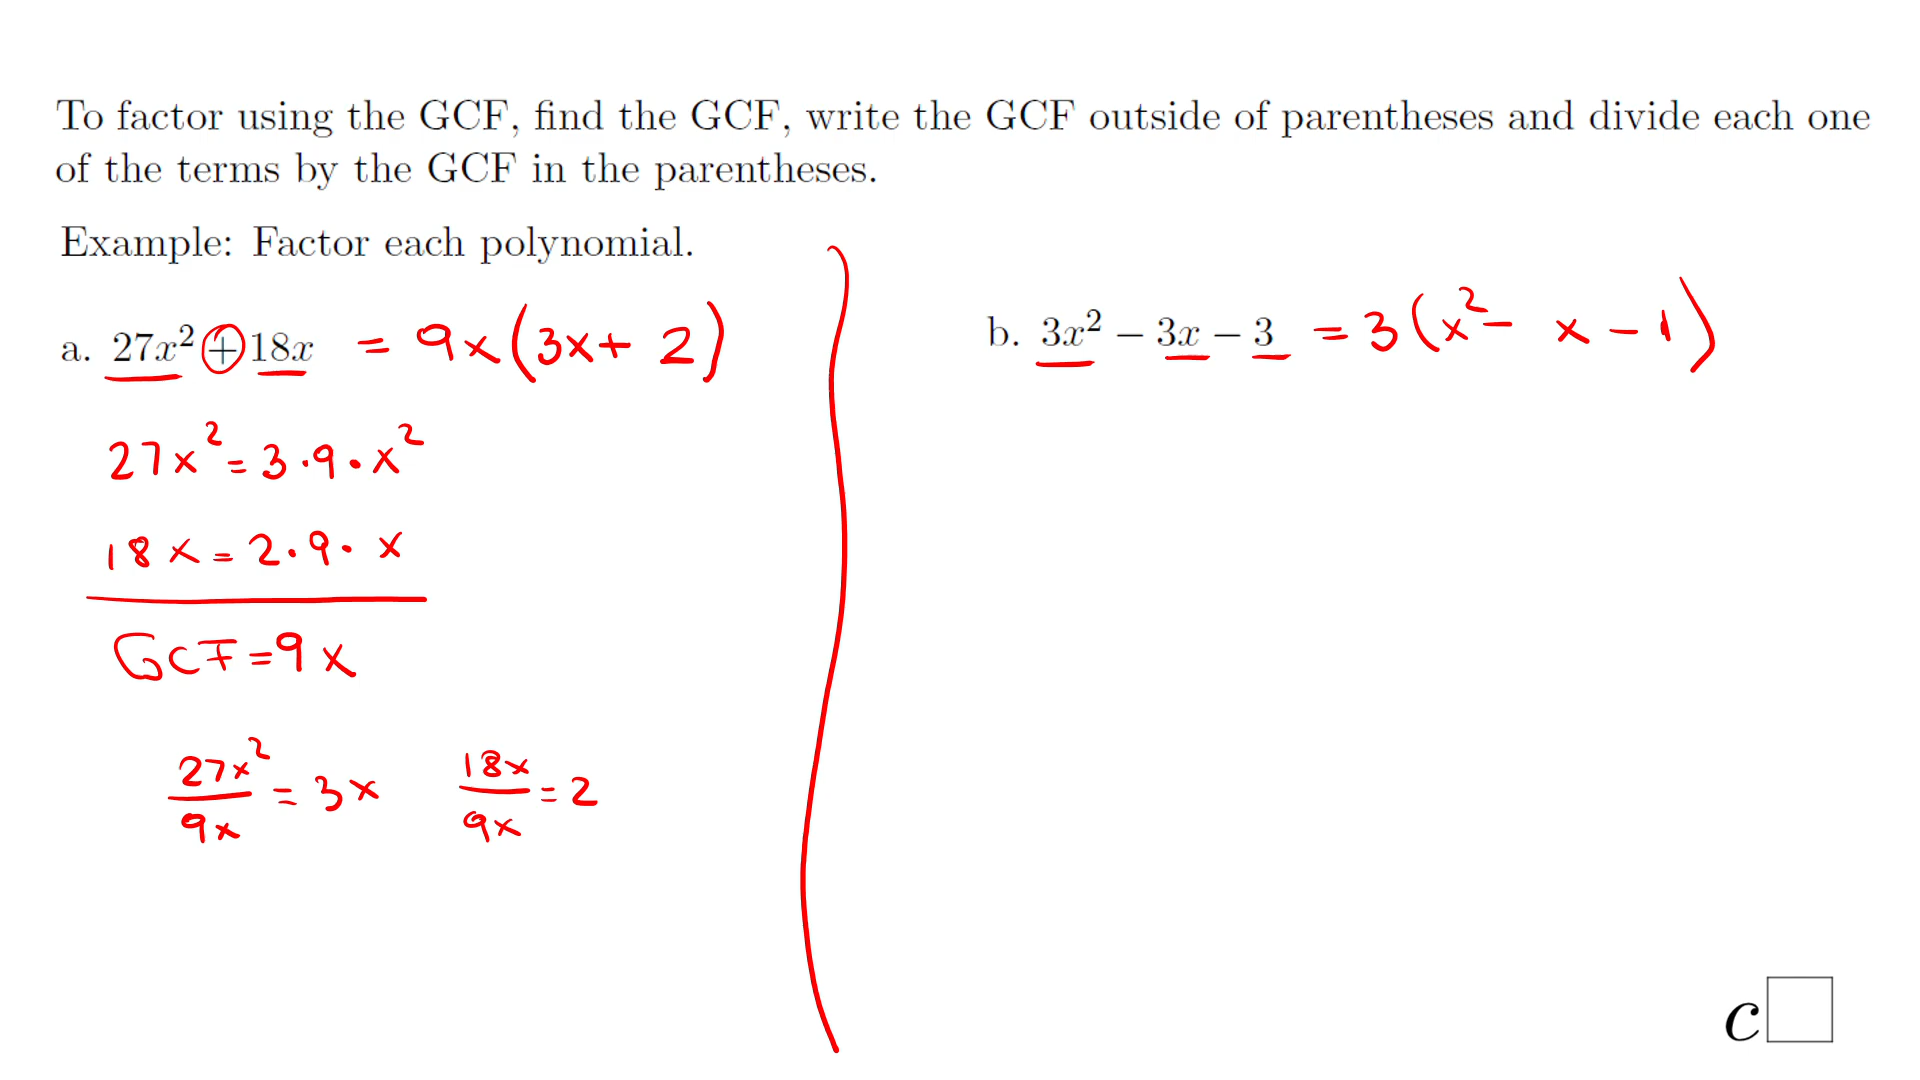 To factor using the GCF, find the GCF, write the GCF outside of parentheses and divide each one
of the terms by the GCF in the parentheses.
Example: Factor each polynomial.
a. 27x² + 18x = 9x(3x + 2)
27x² = 3·9·x²
18x = 2·9·x
GCF = 9x
27x²/9x = 3x 18x/9x = 2
b. 3x² − 3x − 3 = 3(x² − x − 1)
c